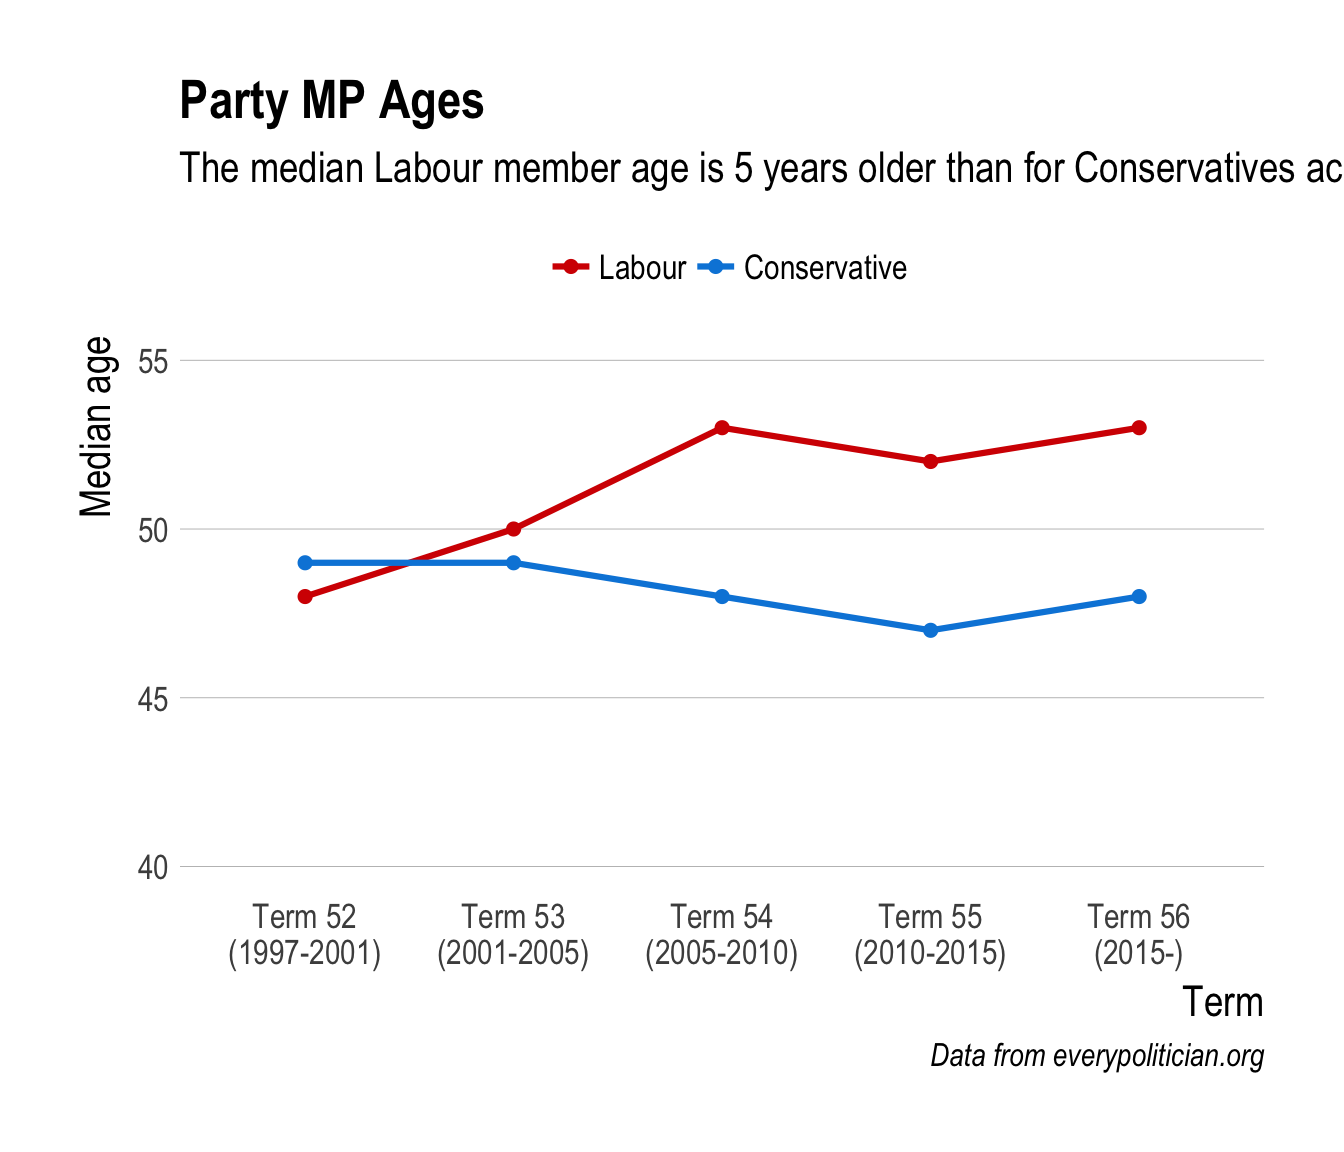 Party MP Ages
The median Labour member age is 5 years older than for Conservatives
Labour Conservative
Median age
55
50
45
40
Term 52 Term 53 Term 54 Term 55 Term 56
(1997-2001) (2001-2005) (2005-2010) (2010-2015) (2015-)
Term
Data from everypolitician.org